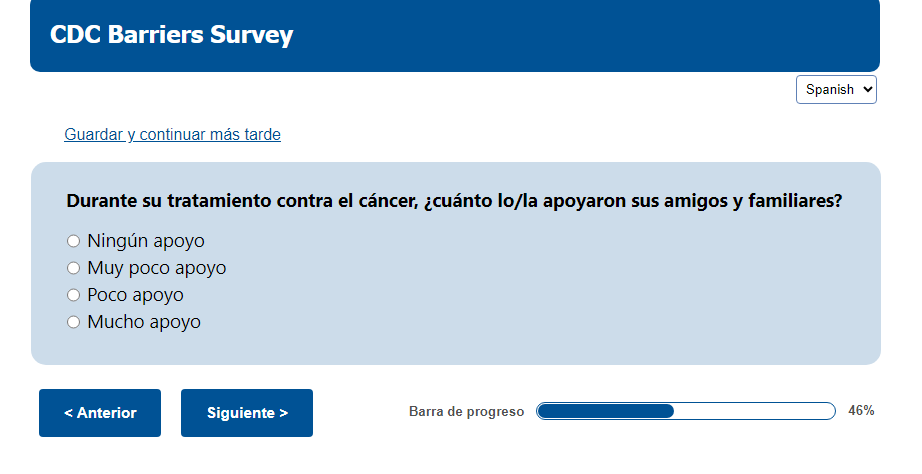 CDC Barriers Survey
Spanish
Guardar y continuar más tarde
Durante su tratamiento contra el cáncer, ¿cuánto lo/la apoyaron sus amigos y familiares?
Ningún apoyo
Muy poco apoyo
Poco apoyo
Mucho apoyo
< Anterior Siguiente > Barra de progreso 46%